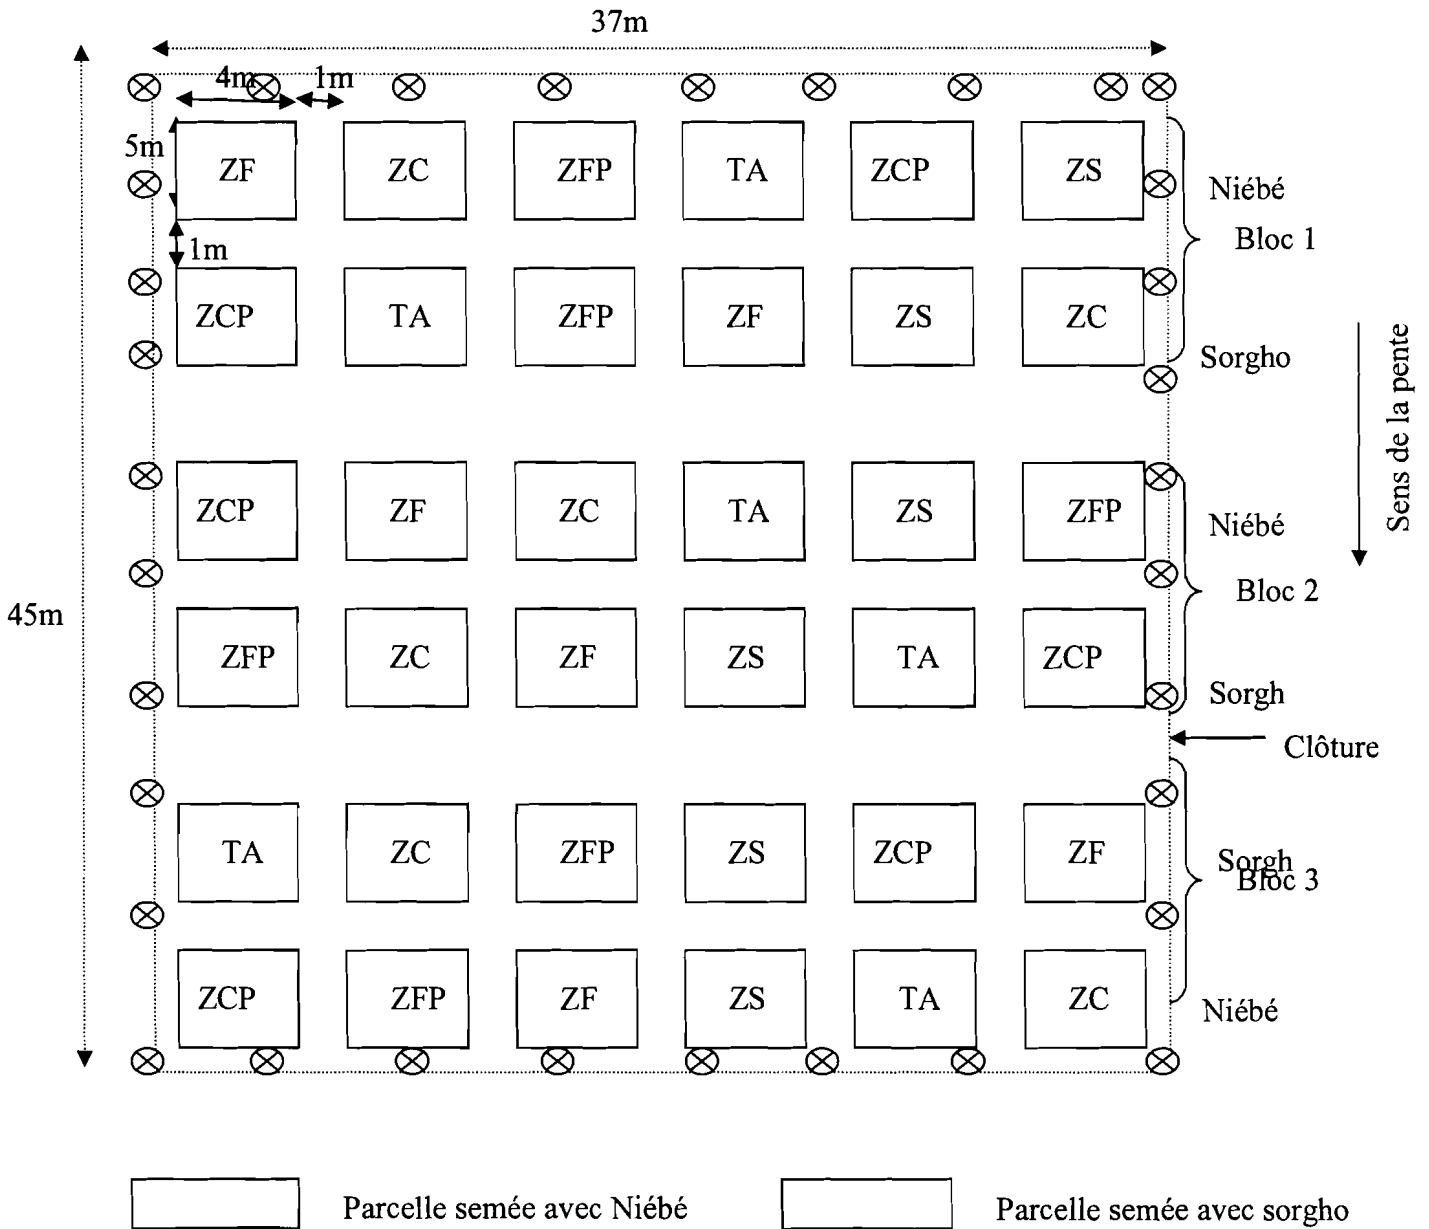 37m
4m 1m
5m
ZF ZC ZFP TA ZCP ZS
Niébé
Bloc 1
1m
ZCP TA ZFP ZF ZS ZC
Sorgho
Sens de la pente
ZCP ZF ZC TA ZS ZFP
Niébé
Bloc 2
45m
ZFP ZC ZF ZS TA ZCP
Sorgh
Clôture
TA ZC ZFP ZS ZCP ZF
Sorgh
Bloc 3
ZCP ZFP ZF ZS TA ZC
Niébé
Parcelle semée avec Niébé
Parcelle semée avec sorgho